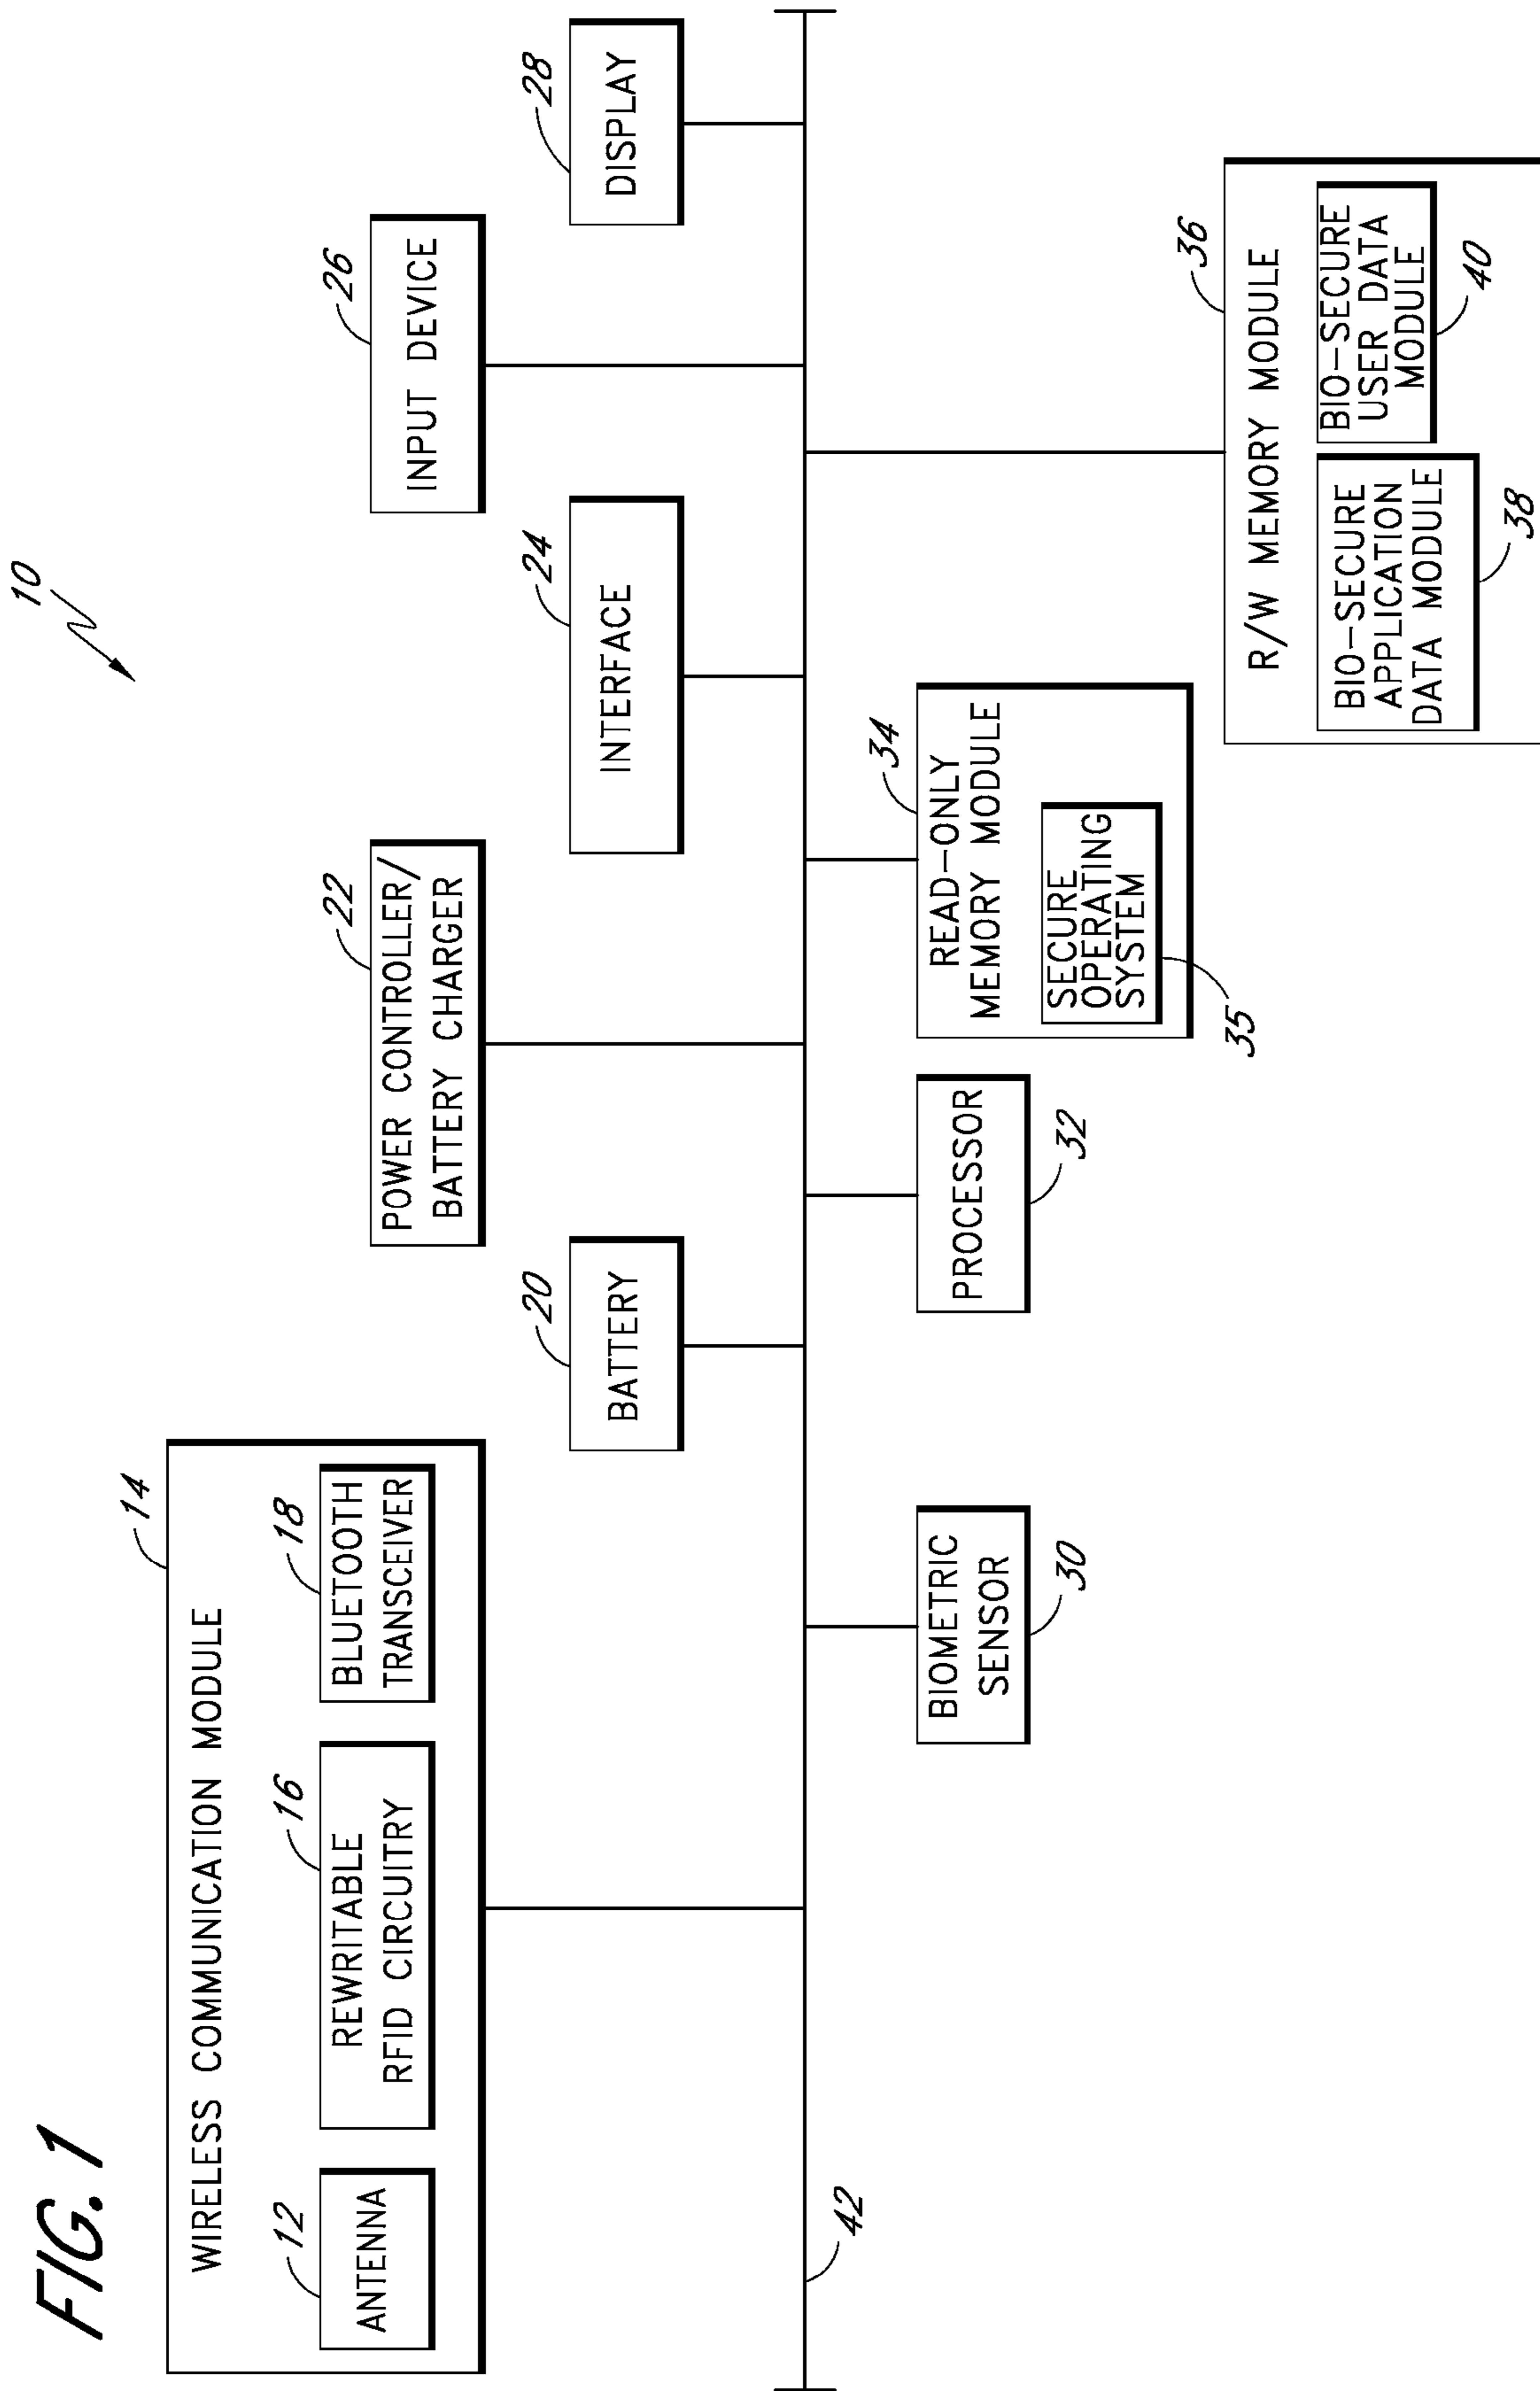 FIG. 1
10
14
WIRELESS COMMUNICATION MODULE
12
ANTENNA
16
REWRITABLE
RFID CIRCUITRY
18
BLUETOOTH
TRANSCEIVER
20
BATTERY
22
POWER CONTROLLER/
BATTERY CHARGER
24
INTERFACE
26
INPUT DEVICE
28
DISPLAY
42
BIOMETRIC
SENSOR
30
PROCESSOR
32
34
READ-ONLY
MEMORY MODULE
SECURE
OPERATING
SYSTEM
35
36
R/W MEMORY MODULE
BIO-SECURE
APPLICATION
DATA MODULE
38
BIO-SECURE
USER DATA
MODULE
40